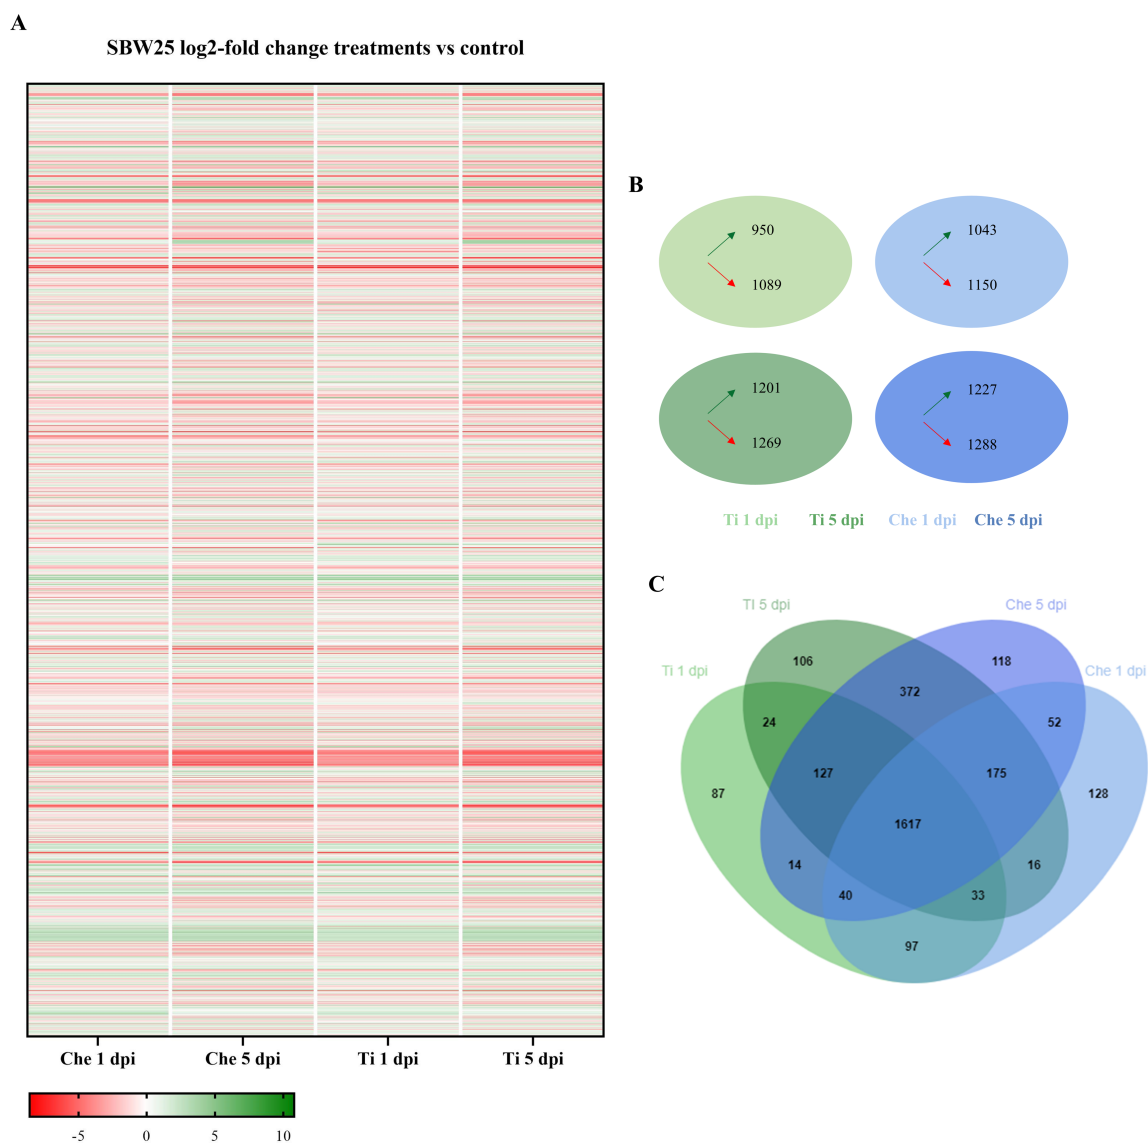 A
SBW25 log2-fold change treatments vs control
Che 1 dpi
Che 5 dpi
Ti 1 dpi
Ti 5 dpi
-5
0
5
10
B
950
1089
1043
1150
1201
1269
1227
1288
Ti 1 dpi
Ti 5 dpi
Che 1 dpi
Che 5 dpi
C
TI 5 dpi
Che 5 dpi
Ti 1 dpi
Che 1 dpi
106
118
372
24
52
127
175
87
128
1617
14
16
40
33
97